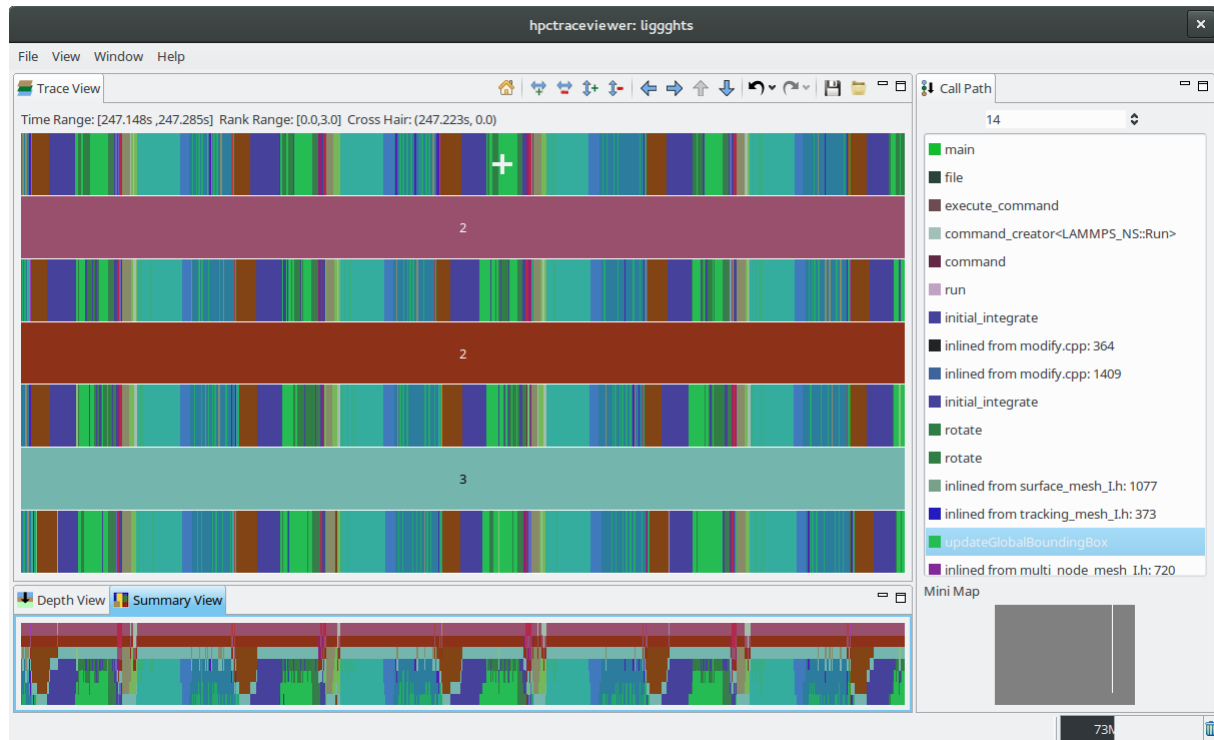 hpctraceviewer: liggghts
File View Window Help
Trace View
Time Range: [247.148s ,247.285s] Rank Range: [0.0,3.0] Cross Hair: (247.223s, 0.0)
2
2
3
Depth View Summary View
Call Path
14
main
file
execute_command
command_creator<LAMMPS_NS::Run>
command
run
initial_integrate
inlined from modify.cpp: 364
inlined from modify.cpp: 1409
initial_integrate
rotate
rotate
inlined from surface_mesh_I.h: 1077
inlined from tracking_mesh_I.h: 373
updateGlobalBoundingBox
inlined from multi_node_mesh_I.h: 720
Mini Map
73M